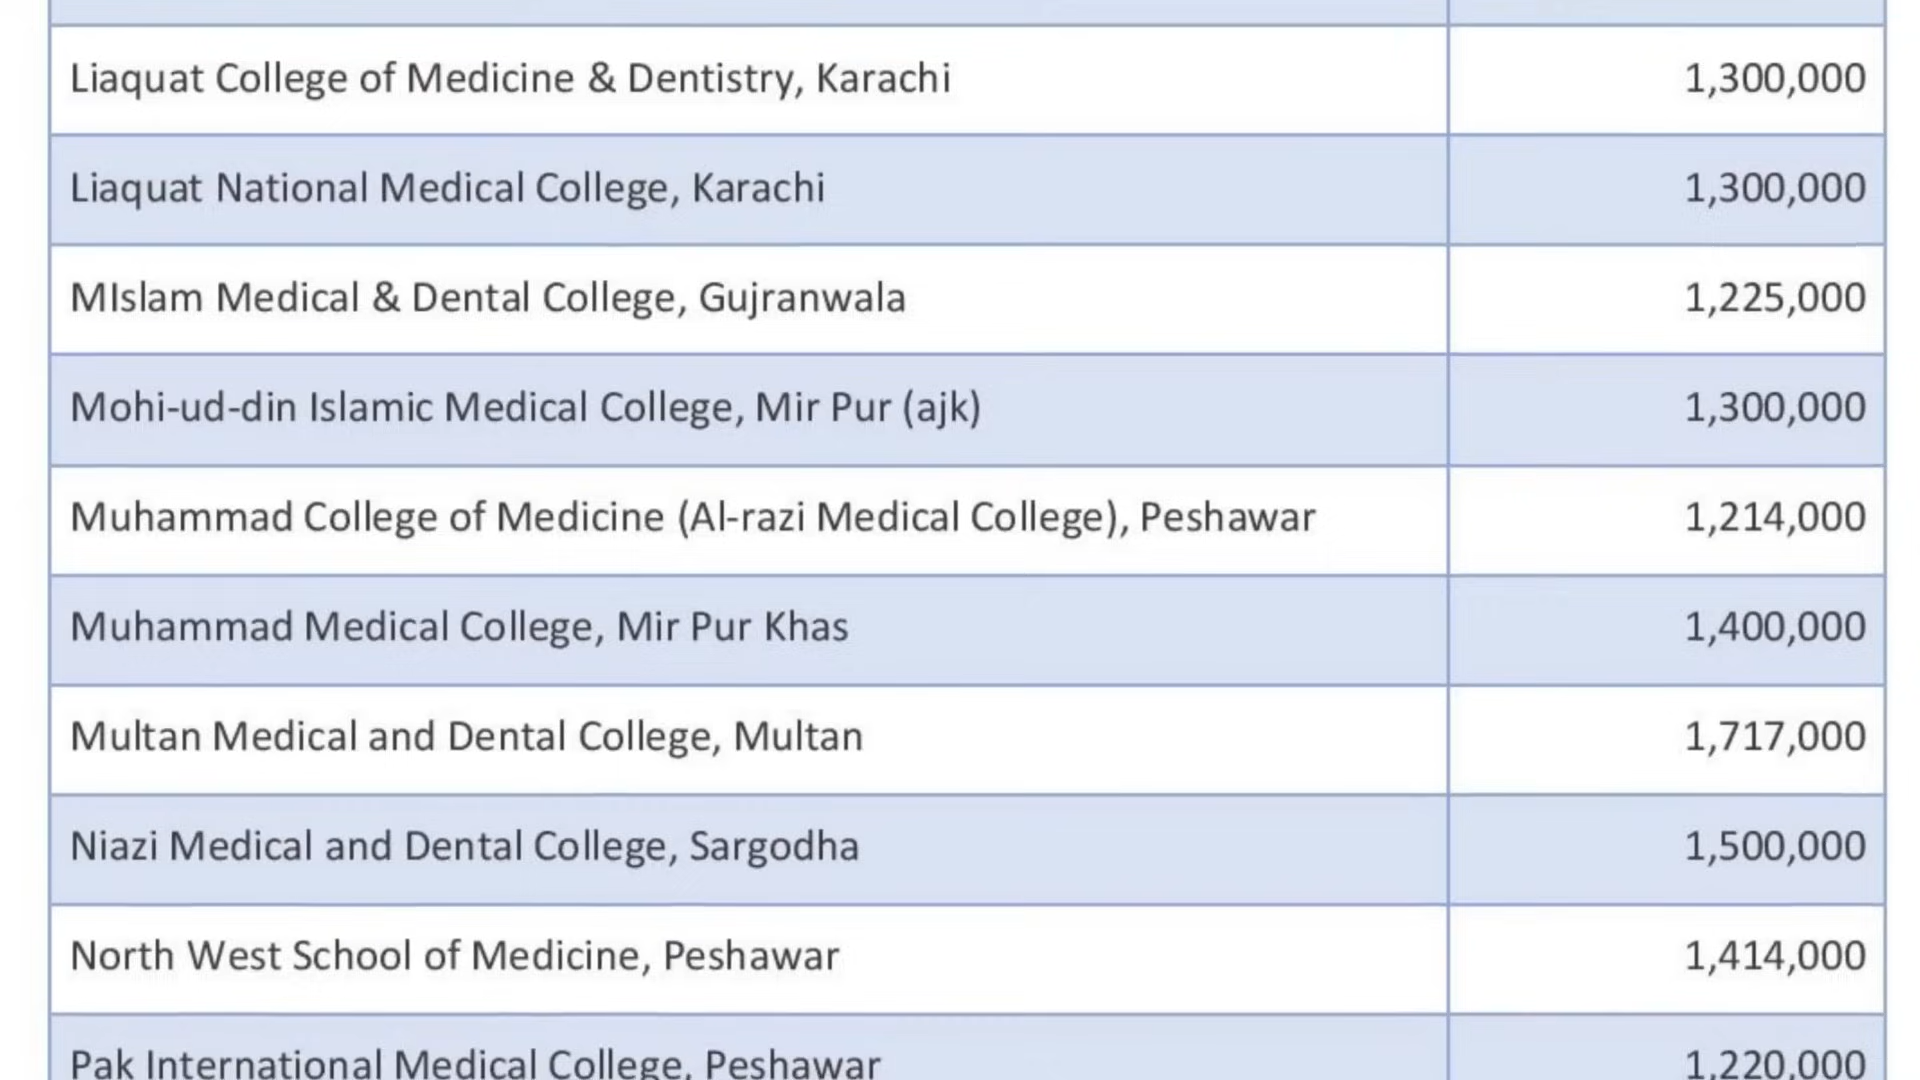 Liaquat College of Medicine & Dentistry, Karachi 1,300,000
Liaquat National Medical College, Karachi 1,300,000
MIslam Medical & Dental College, Gujranwala 1,225,000
Mohi-ud-din Islamic Medical College, Mir Pur (ajk) 1,300,000
Muhammad College of Medicine (Al-razi Medical College), Peshawar 1,214,000
Muhammad Medical College, Mir Pur Khas 1,400,000
Multan Medical and Dental College, Multan 1,717,000
Niazi Medical and Dental College, Sargodha 1,500,000
North West School of Medicine, Peshawar 1,414,000
Pak International Medical College, Peshawar 1,220,000